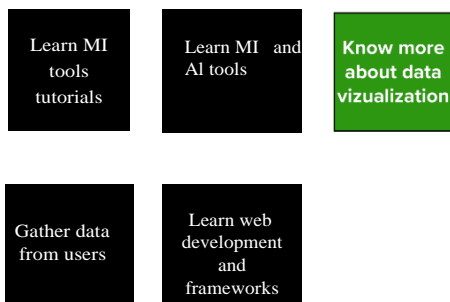 Learn MI
tools
tutorials
Learn MI and
Al tools
Know more
about data
vizualization
Gather data
from users
Learn web
development
and
frameworks